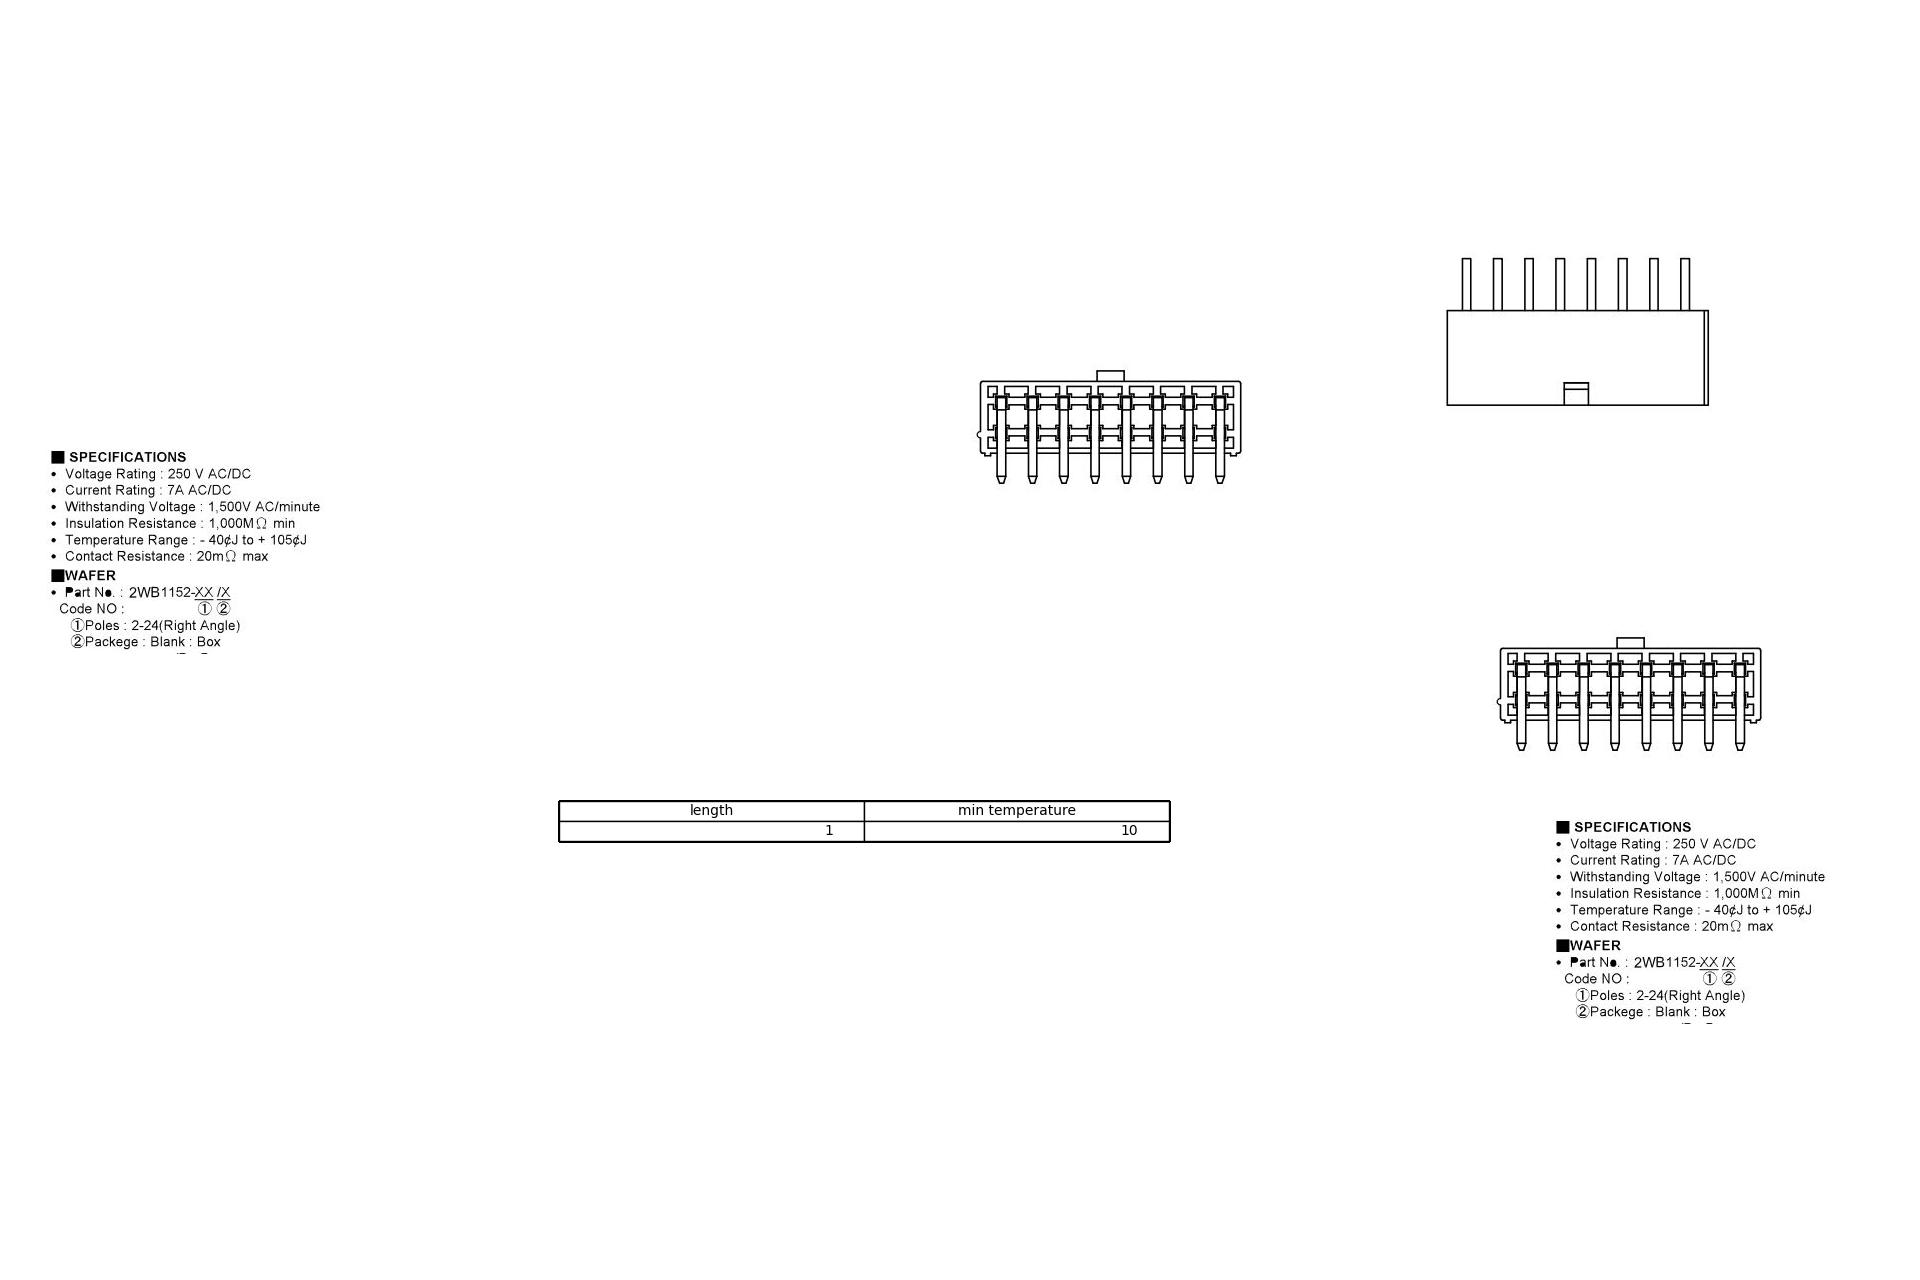 ■ SPECIFICATIONS
• Voltage Rating : 250 V AC/DC
• Current Rating : 7A AC/DC
• Withstanding Voltage : 1,500V AC/minute
• Insulation Resistance : 1,000MΩ min
• Temperature Range : - 40¢J to + 105¢J
• Contact Resistance : 20mΩ max
■WAFER
• Part No. : 2WB1152-XX /X
Code NO : ① ②
①Poles : 2-24(Right Angle)
②Packege : Blank : Box
length min temperature
1 10
■ SPECIFICATIONS
• Voltage Rating : 250 V AC/DC
• Current Rating : 7A AC/DC
• Withstanding Voltage : 1,500V AC/minute
• Insulation Resistance : 1,000MΩ min
• Temperature Range : - 40¢J to + 105¢J
• Contact Resistance : 20mΩ max
■WAFER
• Part No. : 2WB1152-XX /X
Code NO : ① ②
①Poles : 2-24(Right Angle)
②Packege : Blank : Box